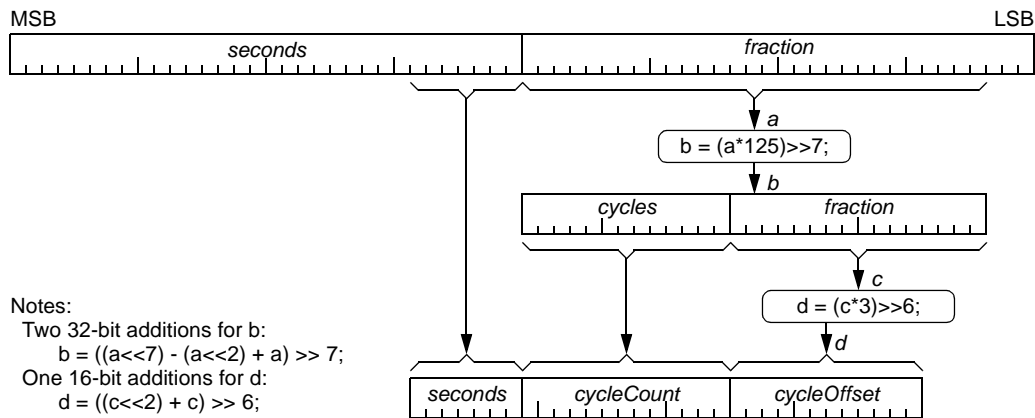 MSB LSB
seconds fraction
a
b = (a*125)>>7;
b
cycles fraction
c
d = (c*3)>>6;
d
Notes:
Two 32-bit additions for b:
b = ((a<<7) - (a<<2) + a) >> 7;
One 16-bit additions for d:
d = ((c<<2) + c) >> 6;
seconds cycleCount cycleOffset